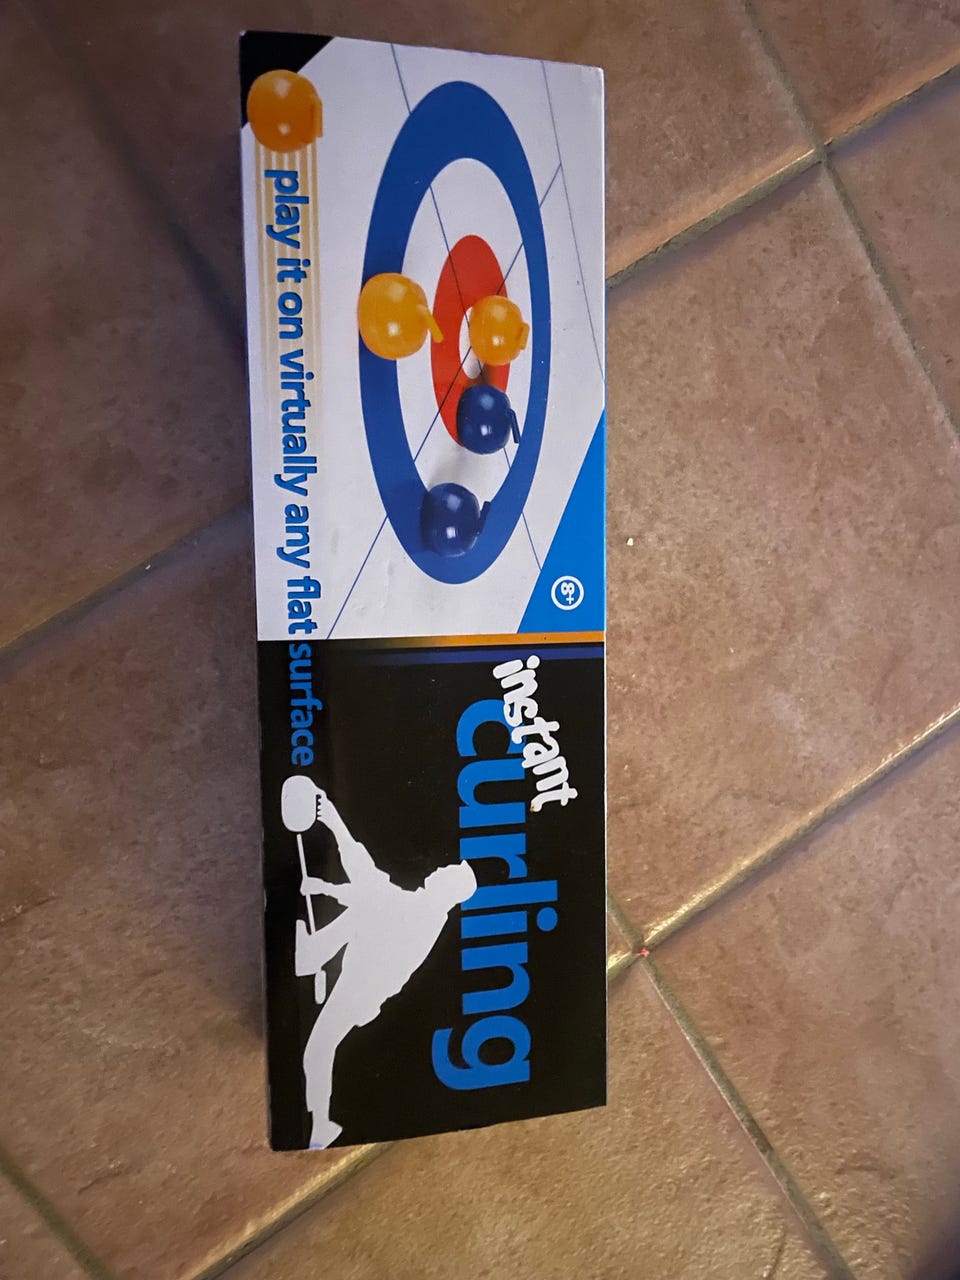 play it on virtually any flat surface
8+
instant
curling